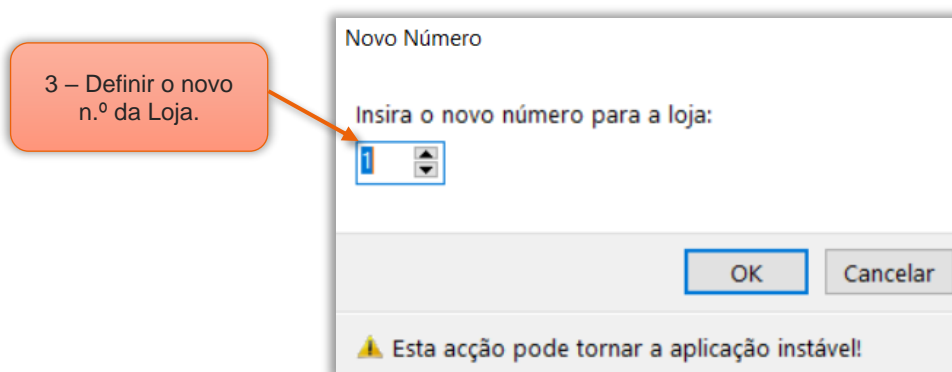 Novo Número
3 – Definir o novo
n.º da Loja.
Insira o novo número para a loja:
1
OK
Cancelar
Esta acção pode tornar a aplicação instável!